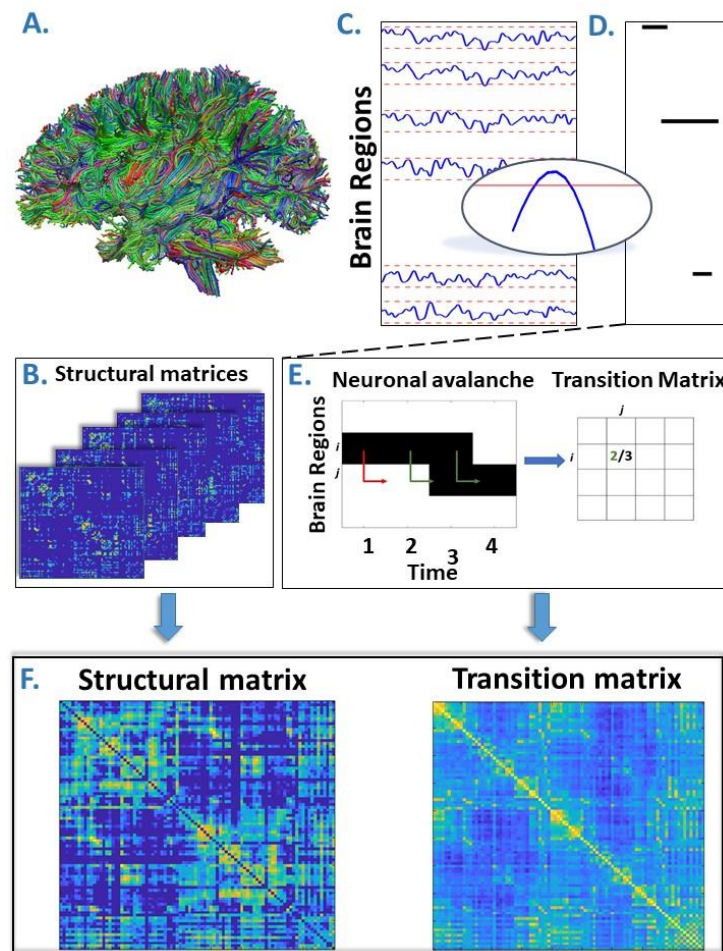 A.
C.
D.
Brain Regions
B. Structural matrices
E. Neuronal avalanche
Transition Matrix
Brain Regions
i
j
1 2 3 4
Time
j
i
2/3
F. Structural matrix
Transition matrix